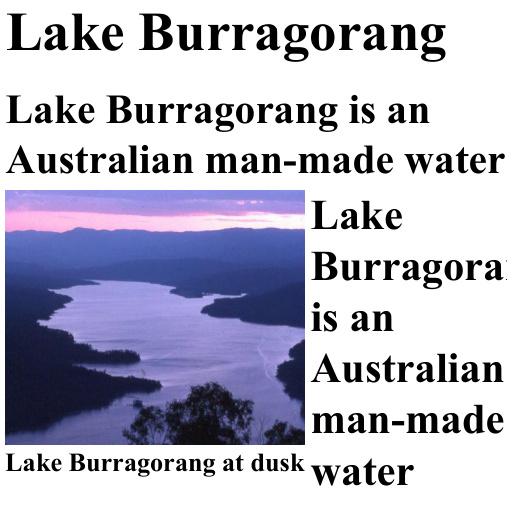 Lake Burragorang
Lake Burragorang is an
Australian man-made water
Lake
Burragora
is an
Australian
man-made
water
Lake Burragorang at dusk